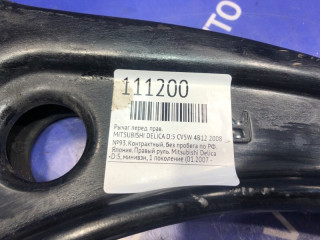 111200
Рычаг перед. прав.
MITSUBISHI DELICA D:5 CV5W 4B12 2008
№93. Контрактный, без пробега по РФ.
Япония. Правый руль. Mitsubishi Delica
D:5, минивэн, 1 поколение (01.2007 -